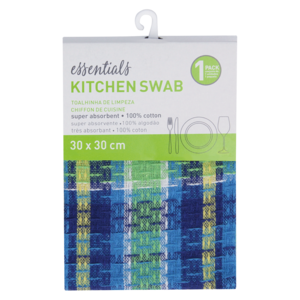 essentials
1 PACK
KITCHEN SWAB
TOALHINHA DE LIMPEZA
CHIFFON DE CUISINE
super absorbent • 100% cotton
super absorvente • 100% algodão
très absorbant • 100% coton
30 x 30 cm